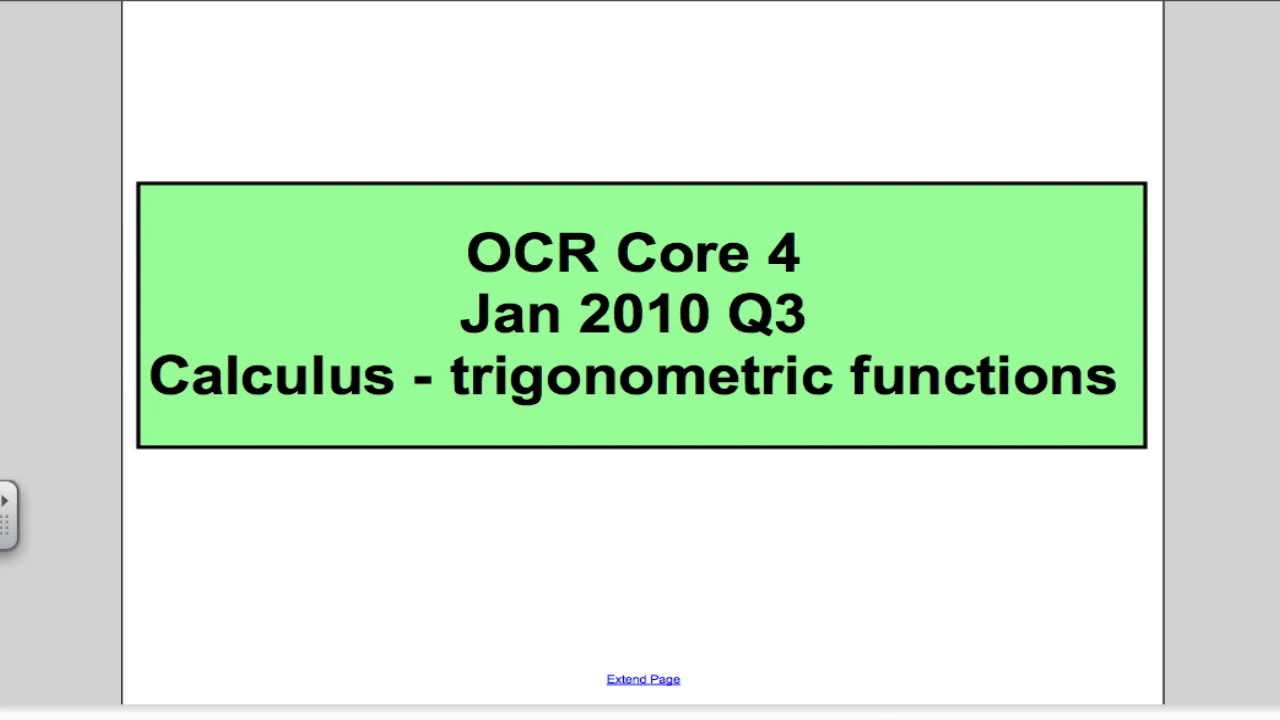 OCR Core 4
Jan 2010 Q3
Calculus - trigonometric functions
Extend Page